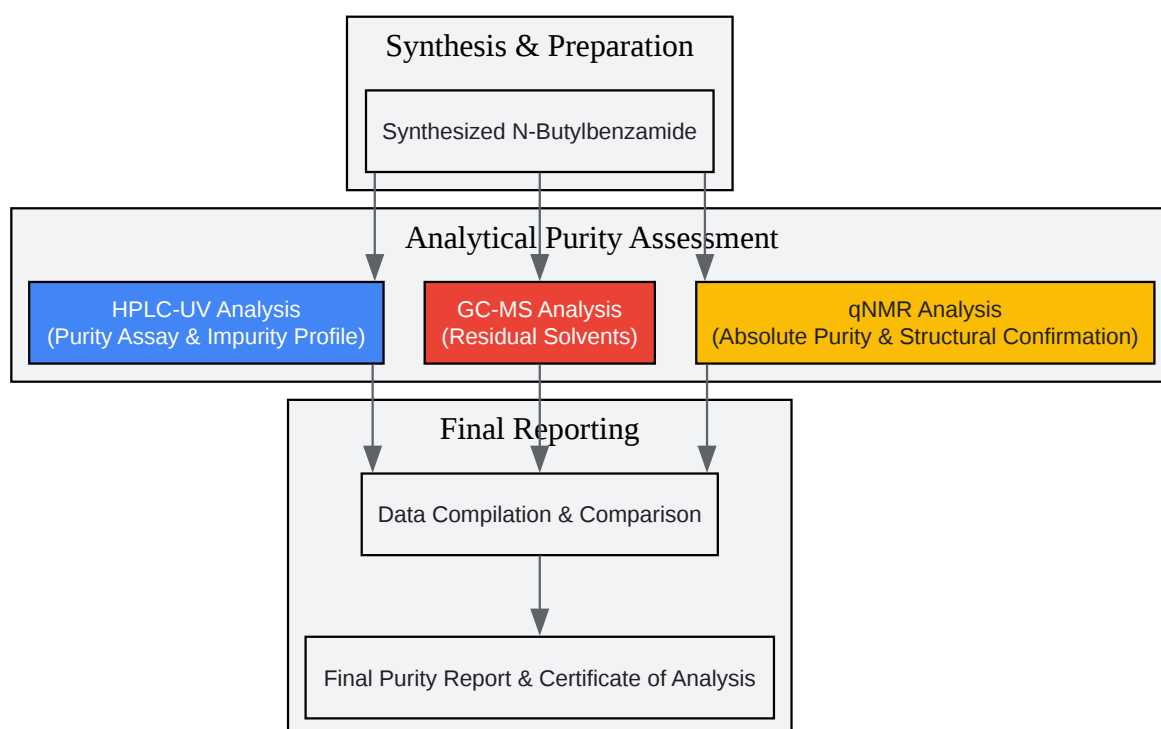 Synthesis & Preparation
Synthesized N-Butylbenzamide
Analytical Purity Assessment
HPLC-UV Analysis
(Purity Assay & Impurity Profile)
GC-MS Analysis
(Residual Solvents)
qNMR Analysis
(Absolute Purity & Structural Confirmation)
Final Reporting
Data Compilation & Comparison
Final Purity Report & Certificate of Analysis